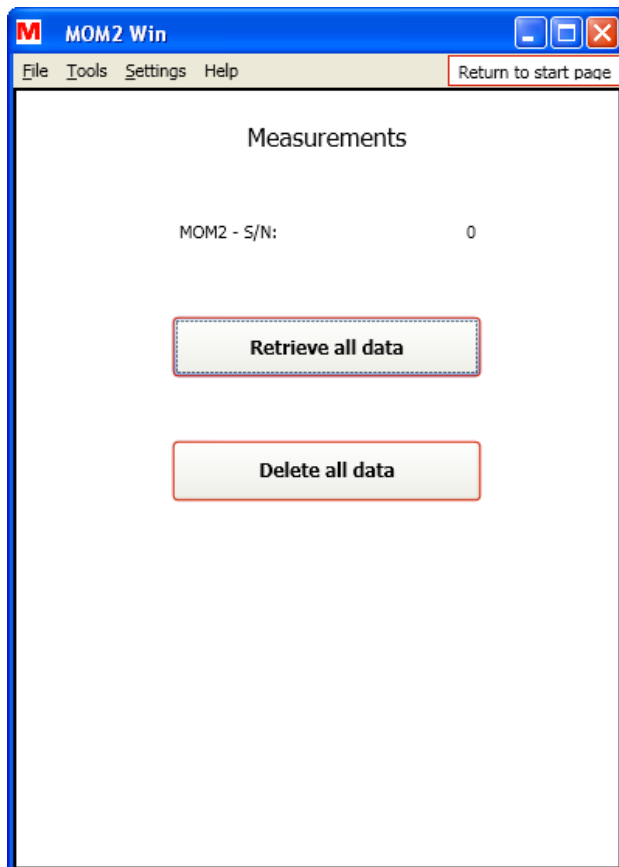 M MOM2 Win
File Tools Settings Help Return to start page
Measurements
MOM2 - S/N: 0
Retrieve all data
Delete all data